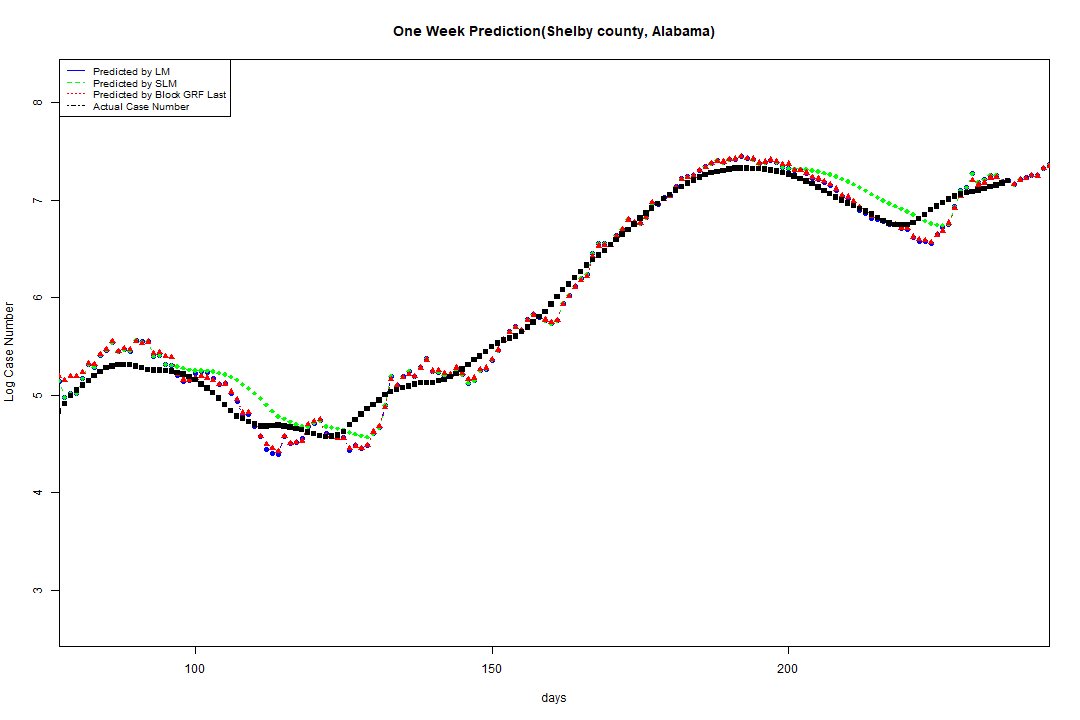 One Week Prediction(Shelby county, Alabama)
Predicted by LM
Predicted by SLM
Predicted by Block GRF Last
Actual Case Number
8
7
6
5
4
3
Log Case Number
100
150
200
days